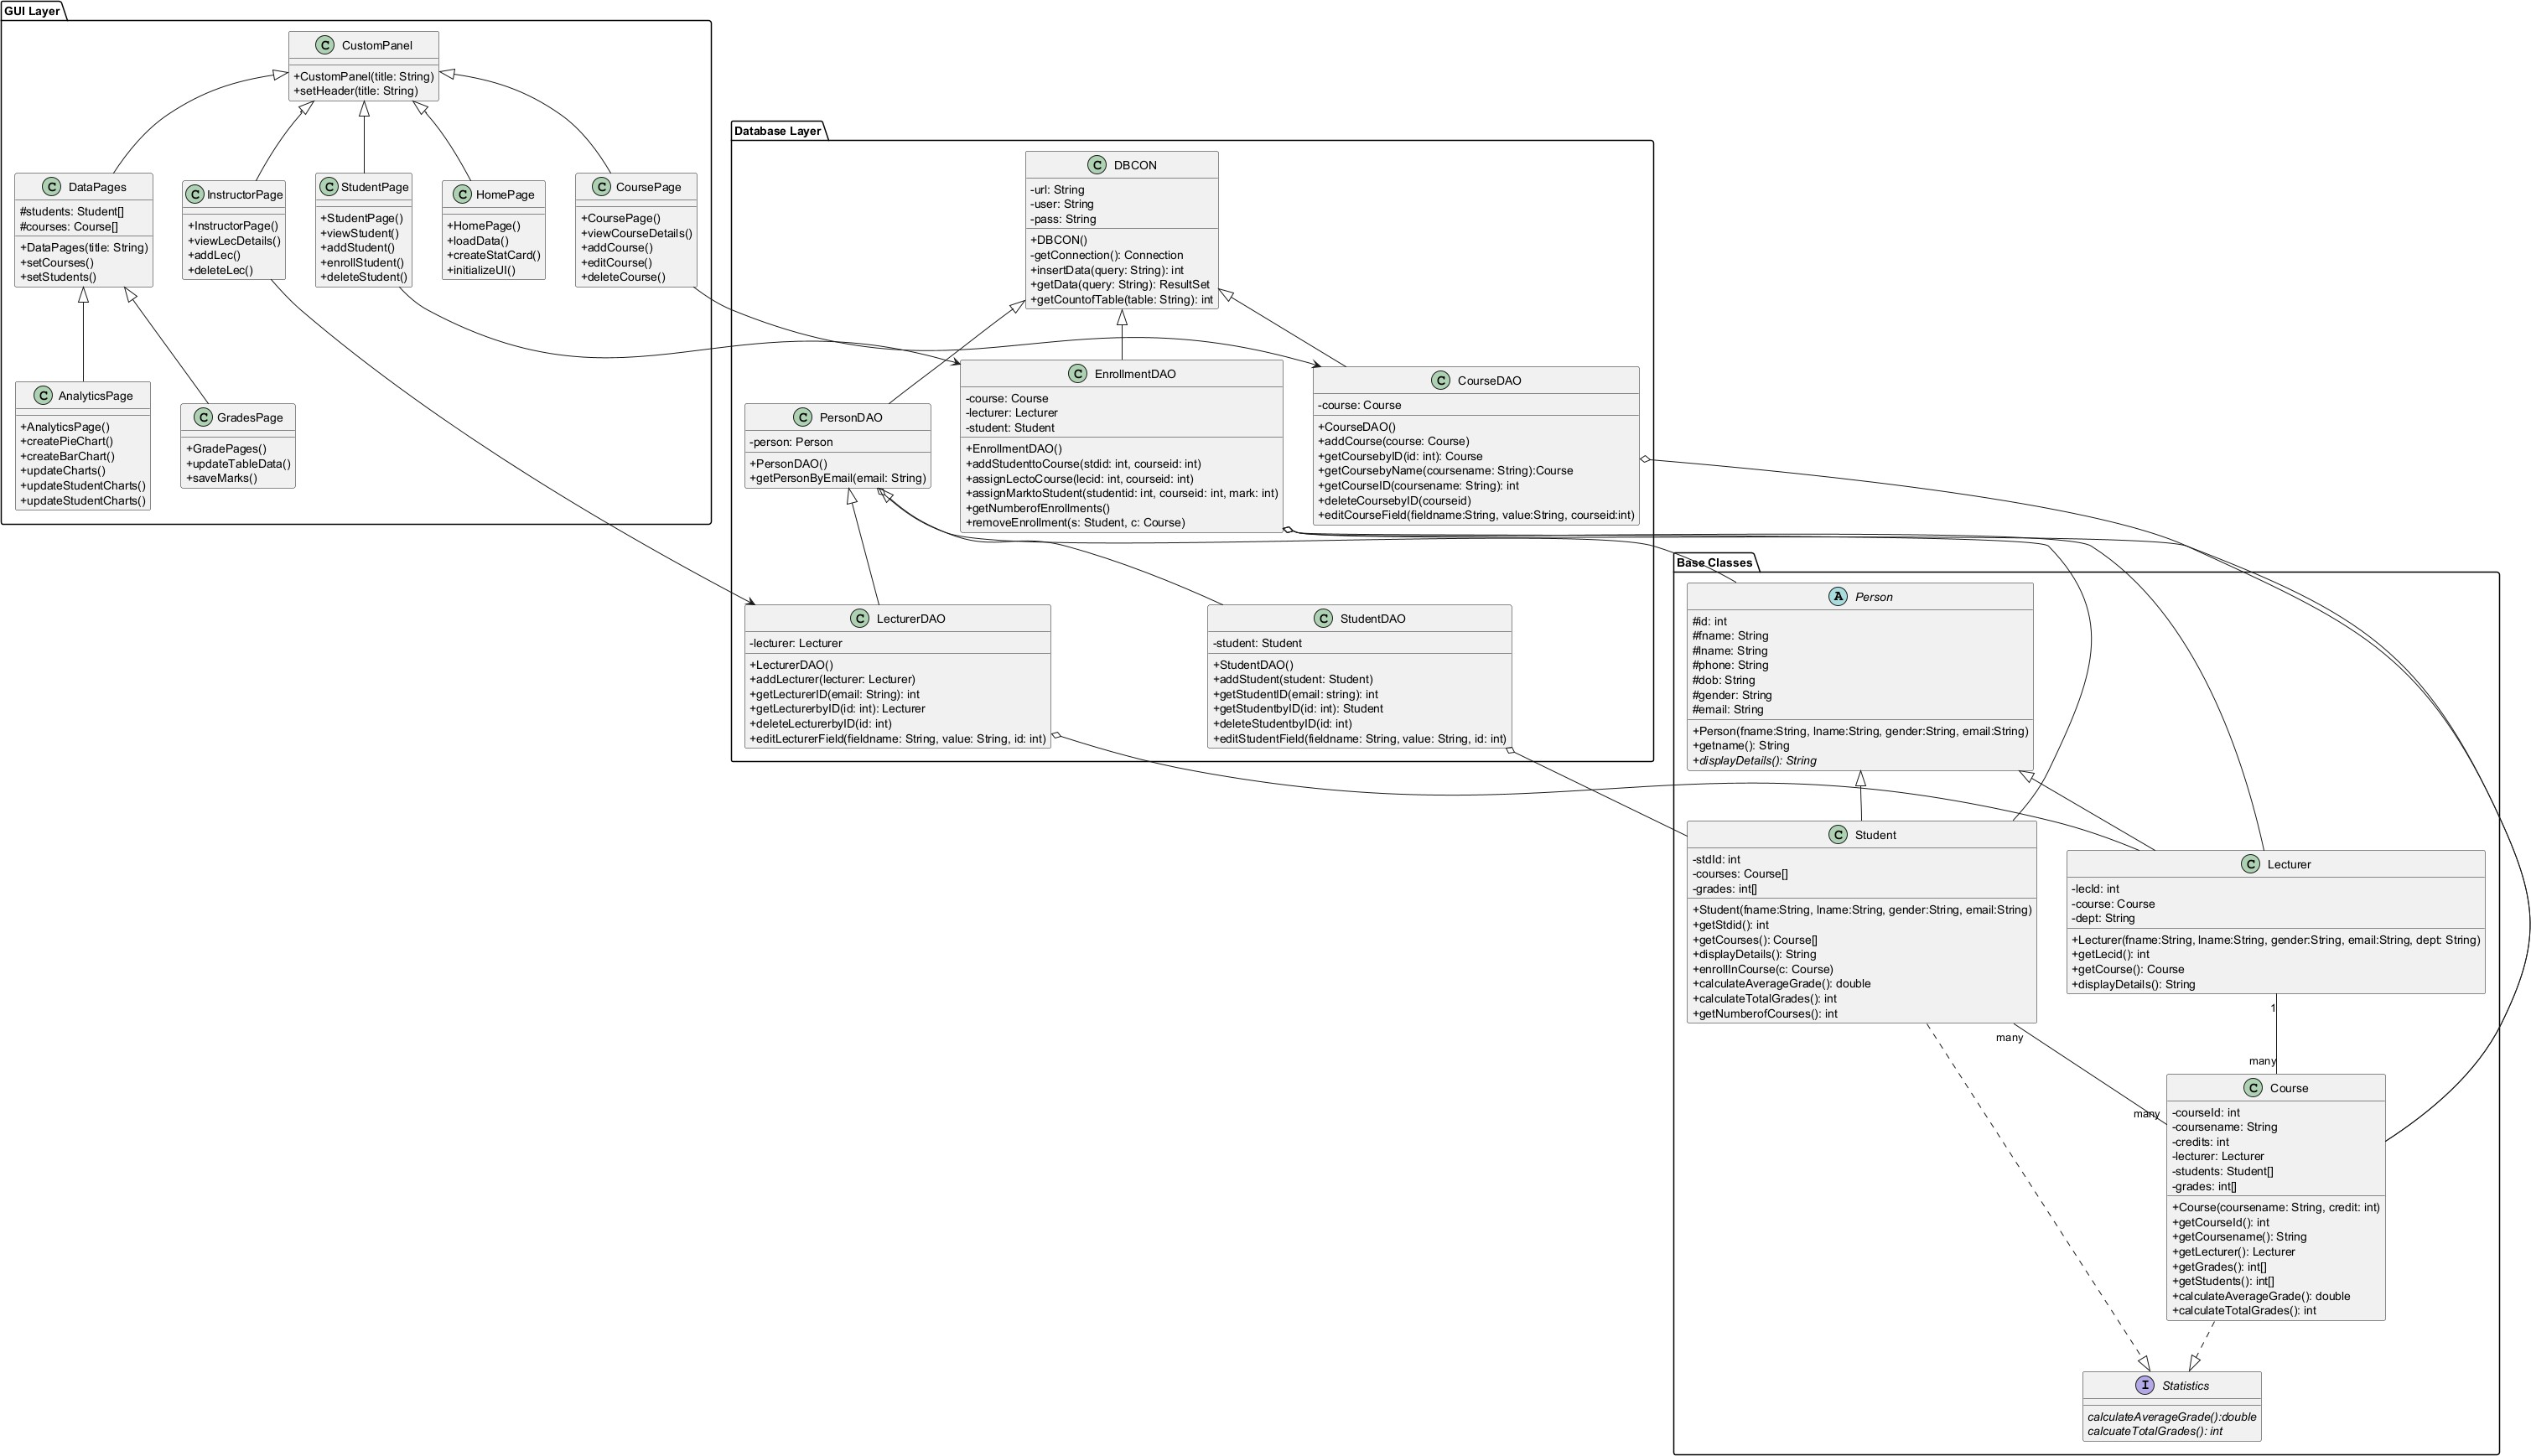 GUI Layer
C CustomPanel
+CustomPanel(title: String)
+setHeader(title: String)
C DataPages
#students: Student[]
#courses: Course[]
+DataPages(title: String)
+setCourses()
+setStudents()
C InstructorPage
+InstructorPage()
+viewLecDetails()
+addLec()
+deleteLec()
C StudentPage
+StudentPage()
+viewStudent()
+addStudent()
+enrollStudent()
+deleteStudent()
C HomePage
+HomePage()
+loadData()
+createStatCard()
+initializeUI()
C CoursePage
+CoursePage()
+viewCourseDetails()
+addCourse()
+editCourse()
+deleteCourse()
C AnalyticsPage
+AnalyticsPage()
+createPieChart()
+createBarChart()
+updateCharts()
+updateStudentCharts()
+updateStudentCharts()
C GradesPage
+GradePages()
+updateTableData()
+saveMarks()
Database Layer
C DBCON
-url: String
-user: String
-pass: String
+DBCON()
-getConnection(): Connection
+insertData(query: String): int
+getData(query: String): ResultSet
+getCountofTable(table: String): int
C PersonDAO
-person: Person
+PersonDAO()
+getPersonByEmail(email: String)
C EnrollmentDAO
-course: Course
-lecturer: Lecturer
-student: Student
+EnrollmentDAO()
+addStudenttoCourse(stdid: int, courseid: int)
+assignLectoCourse(lecid: int, courseid: int)
+assignMarktoStudent(studentid: int, courseid: int, mark: int)
+getNumberofEnrollments()
+removeEnrollment(s: Student, c: Course)
C CourseDAO
-course: Course
+CourseDAO()
+addCourse(course: Course)
+getCoursebyID(id: int): Course
+getCoursebyName(coursename: String):Course
+getCourseID(coursename: String): int
+deleteCoursebyID(courseid)
+editCourseField(fieldname:String, value:String, courseid:int)
C LecturerDAO
-lecturer: Lecturer
+LecturerDAO()
+addLecturer(lecturer: Lecturer)
+getLecturerID(email: String): int
+getLecturerbyID(id: int): Lecturer
+deleteLecturerbyID(id: int)
+editLecturerField(fieldname: String, value: String, id: int)
C StudentDAO
-student: Student
+StudentDAO()
+addStudent(student: Student)
+getStudentID(email: string): int
+getStudentbyID(id: int): Student
+deleteStudentbyID(id: int)
+editStudentField(fieldname: String, value: String, id: int)
Base Classes
A Person
#id: int
#fname: String
#lname: String
#phone: String
#dob: String
#gender: String
#email: String
+Person(fname:String, lname:String, gender:String, email:String)
+getname(): String
+displayDetails(): String
C Student
-stdId: int
-courses: Course[]
-grades: int[]
+Student(fname:String, lname:String, gender:String, email:String)
+getStdid(): int
+getCourses(): Course[]
+displayDetails(): String
+enrollInCourse(c: Course)
+calculateAverageGrade(): double
+calculateTotalGrades(): int
+getNumberofCourses(): int
C Lecturer
-lecId: int
-course: Course
-dept: String
+Lecturer(fname:String, lname:String, gender:String, email:String, dept: String)
+getLecid(): int
+getCourse(): Course
+displayDetails(): String
1
many
many
many
C Course
-courseId: int
-coursename: String
-credits: int
-lecturer: Lecturer
-students: Student[]
-grades: int[]
+Course(coursename: String, credit: int)
+getCourseId(): int
+getCoursename(): String
+getLecturer(): Lecturer
+getGrades(): int[]
+getStudents(): int[]
+calculateAverageGrade(): double
+calculateTotalGrades(): int
I Statistics
calculateAverageGrade():double
calcuateTotalGrades(): int